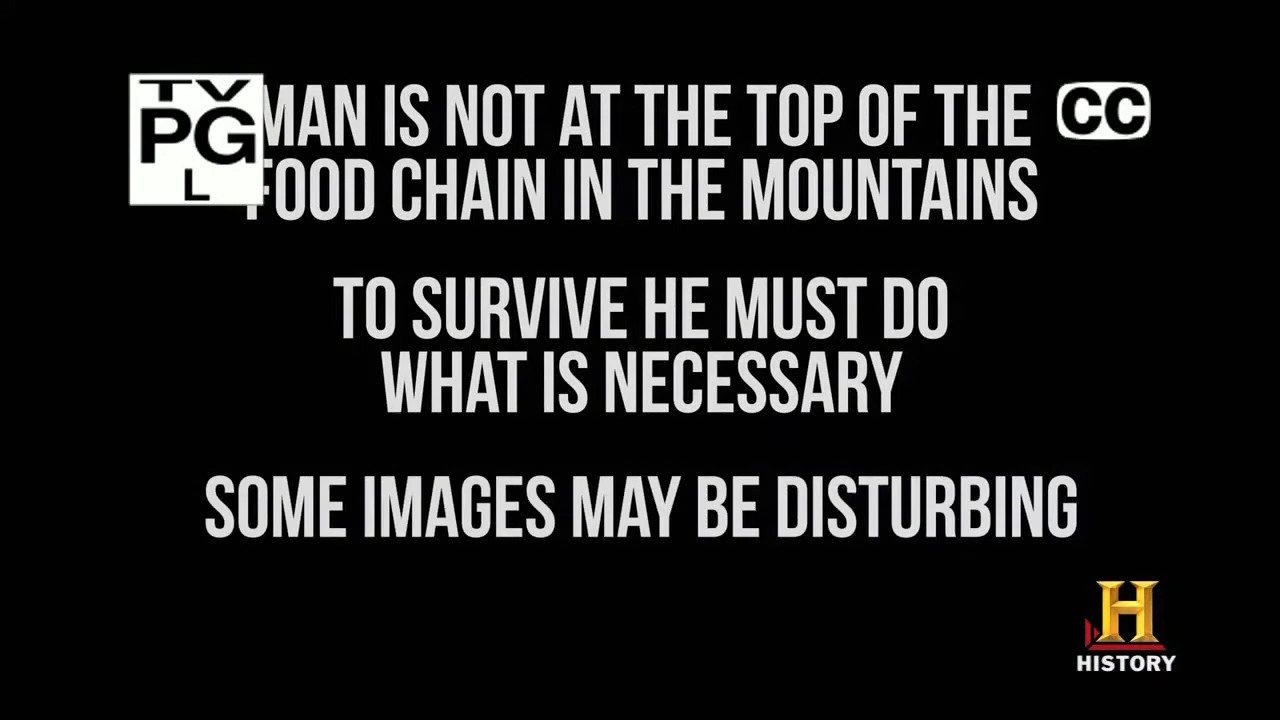 TV
PG
L
MAN IS NOT AT THE TOP OF THE
CC
FOOD CHAIN IN THE MOUNTAINS
TO SURVIVE HE MUST DO
WHAT IS NECESSARY
SOME IMAGES MAY BE DISTURBING
H
HISTORY